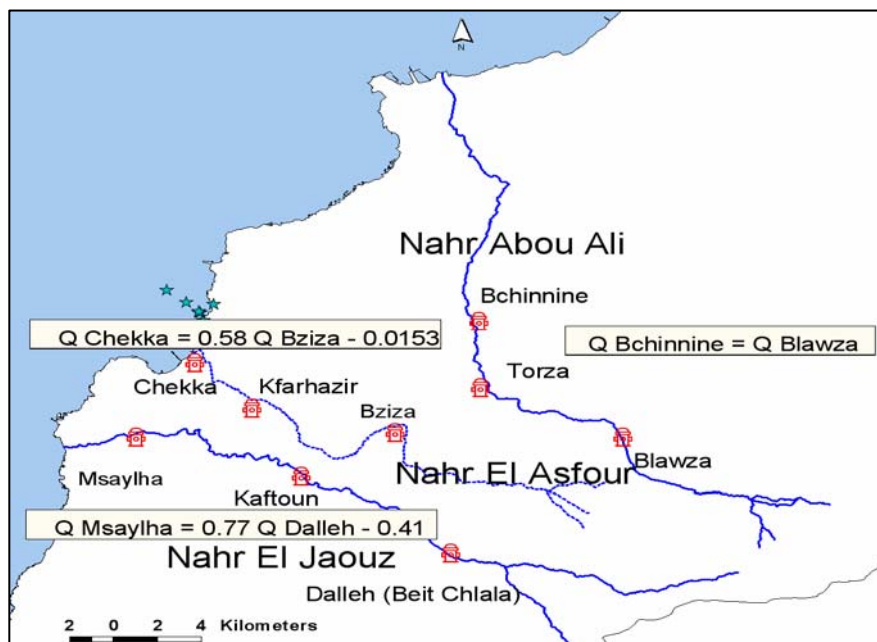 N
Nahr Abou Ali
Bchinnine
Q Chekka = 0.58 Q Bziza - 0.0153
Q Bchinnine = Q Blawza
Torza
Chekka
Kfarhazir
Bziza
Blawza
Nahr El Asfour
Msaylha
Kaftoun
Q Msaylha = 0.77 Q Dalleh - 0.41
Nahr El Jaouz
Dalleh (Beit Chlala)
2 0 2 4 Kilometers